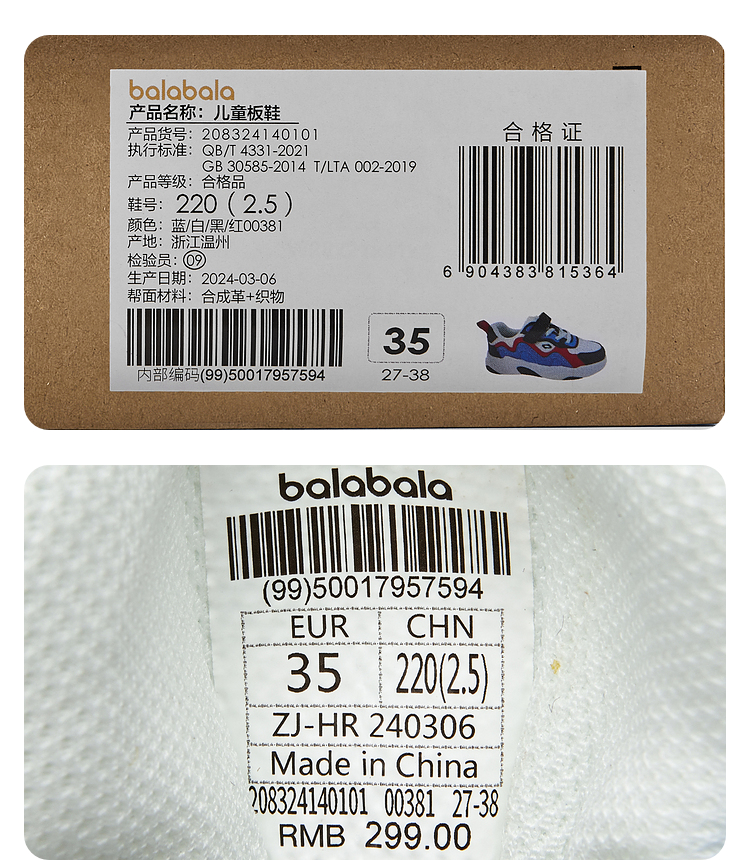 balabala
产品名称：儿童板鞋
产品货号：208324140101
执行标准：QB/T 4331-2021
GB 30585-2014 T/LTA 002-2019
产品等级：合格品
鞋号：220（2.5）
颜色：蓝/白/黑/红00381
产地：浙江温州
检验员：09
生产日期：2024-03-06
帮面材料：合成革+织物
内部编码(99)50017957594
合格证
6 904383 815364
35
27-38
balabala
(99)50017957594
EUR CHN
35 220(2.5)
ZJ-HR 240306
Made in China
208324140101 00381 27-38
RMB 299.00